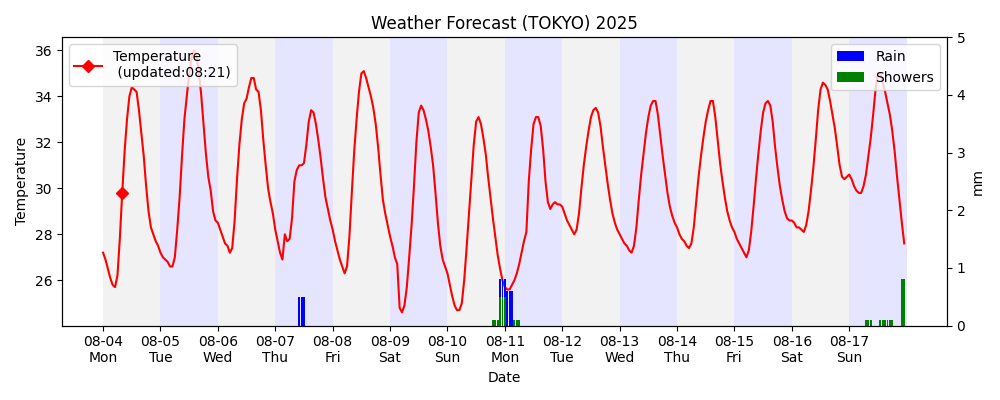 Weather Forecast (TOKYO) 2025
Temperature
(updated:08:21)
Rain
Showers
36
34
32
30
28
26
Temperature
5
4
3
2
1
0
mm
08-04 08-05 08-06 08-07 08-08 08-09 08-10 08-11 08-12 08-13 08-14 08-15 08-16 08-17
Mon Tue Wed Thu Fri Sat Sun Mon Tue Wed Thu Fri Sat Sun
Date